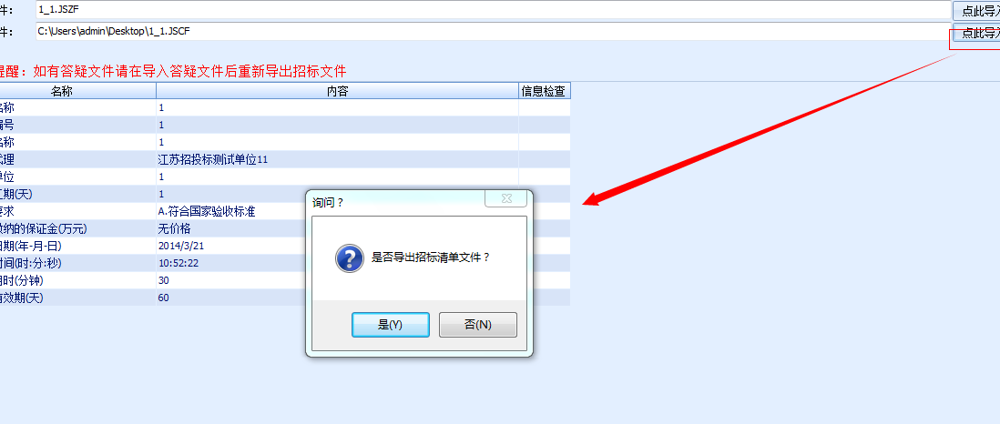 件： 1_1.JSZF 点此导入
件： C:\Users\admin\Desktop\1_1.JSCF 点此导入
提醒：如有答疑文件请在导入答疑文件后重新导出招标文件
名称 内容 信息检查
名称 1
编号 1
名称 1
代理 江苏招投标测试单位11
单位 1
工期(天) 1
要求 A.符合国家验收标准
缴纳的保证金(万元) 无价格
日期(年-月-日) 2014/3/21
时间(时:分:秒) 10:52:22
用时(分钟) 30
有效期(天) 60
询问？
是否导出招标清单文件？
是(Y) 否(N)